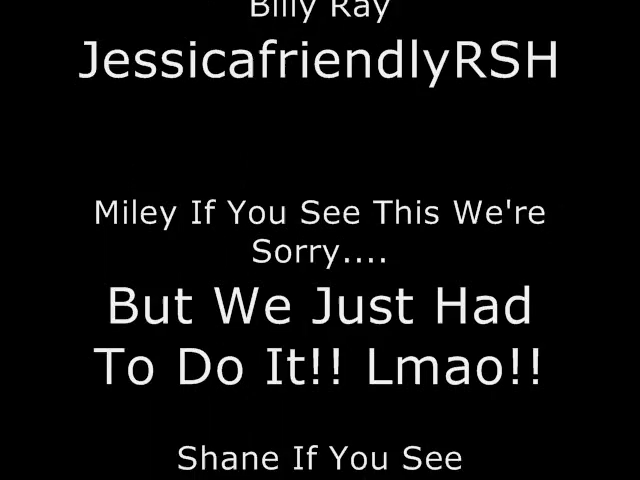 Billy Ray
JessicafriendlyRSH
Miley If You See This We're
Sorry....
But We Just Had
To Do It!! Lmao!!
Shane If You See